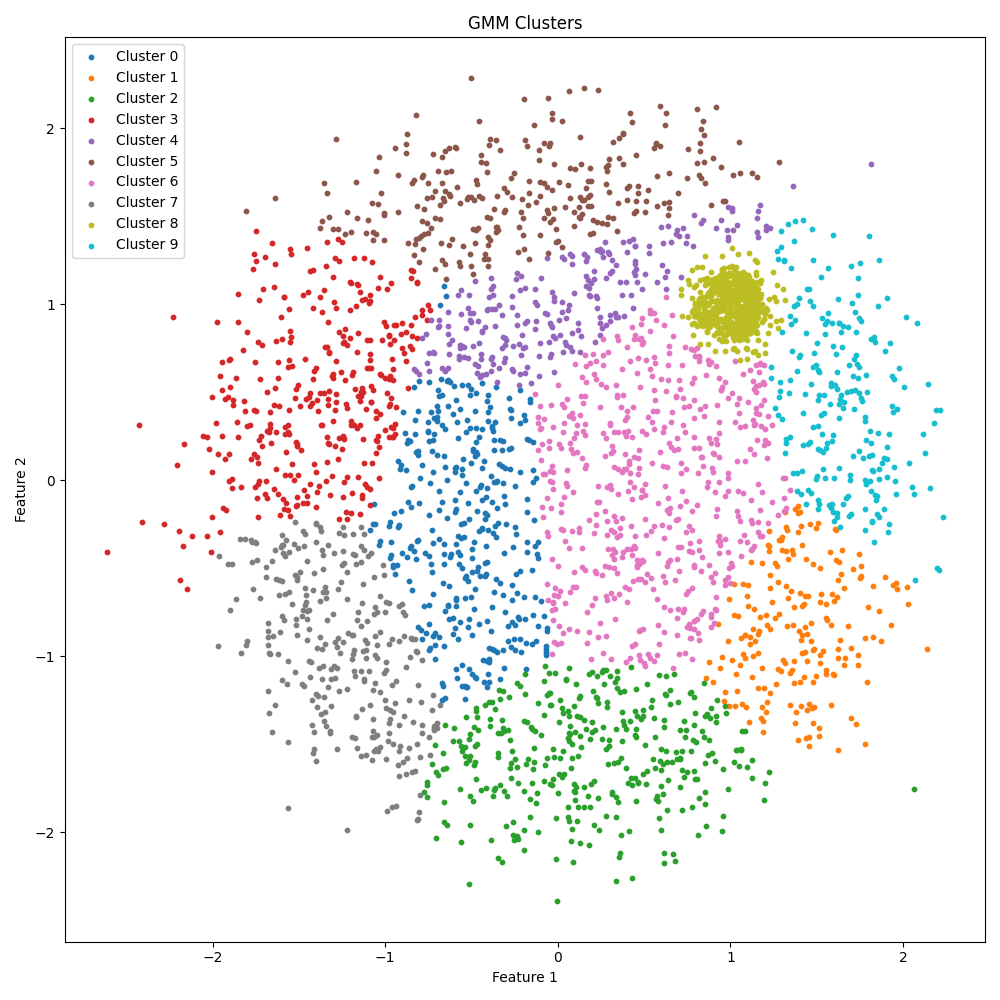 GMM Clusters
Cluster 0
Cluster 1
Cluster 2
Cluster 3
Cluster 4
Cluster 5
Cluster 6
Cluster 7
Cluster 8
Cluster 9
2
1
0
−1
−2
Feature 2
−2 −1 0 1 2
Feature 1